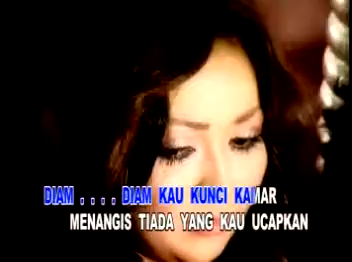 DIAM . . . . DIAM KAU KUNCI KAMAR
MENANGIS TIADA YANG KAU UCAPKAN